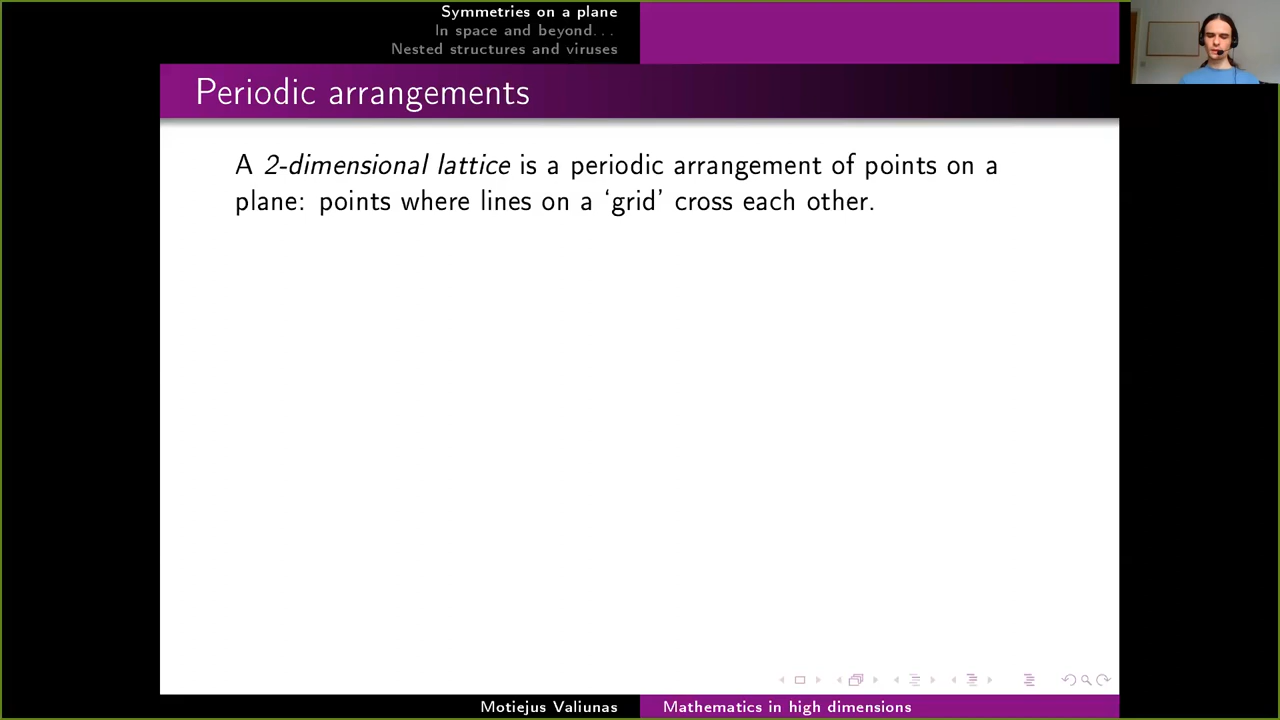 Symmetries on a plane
In space and beyond...
Nested structures and viruses
Periodic arrangements
A 2-dimensional lattice is a periodic arrangement of points on a
plane: points where lines on a ‘grid’ cross each other.
Motiejus Valiunas
Mathematics in high dimensions